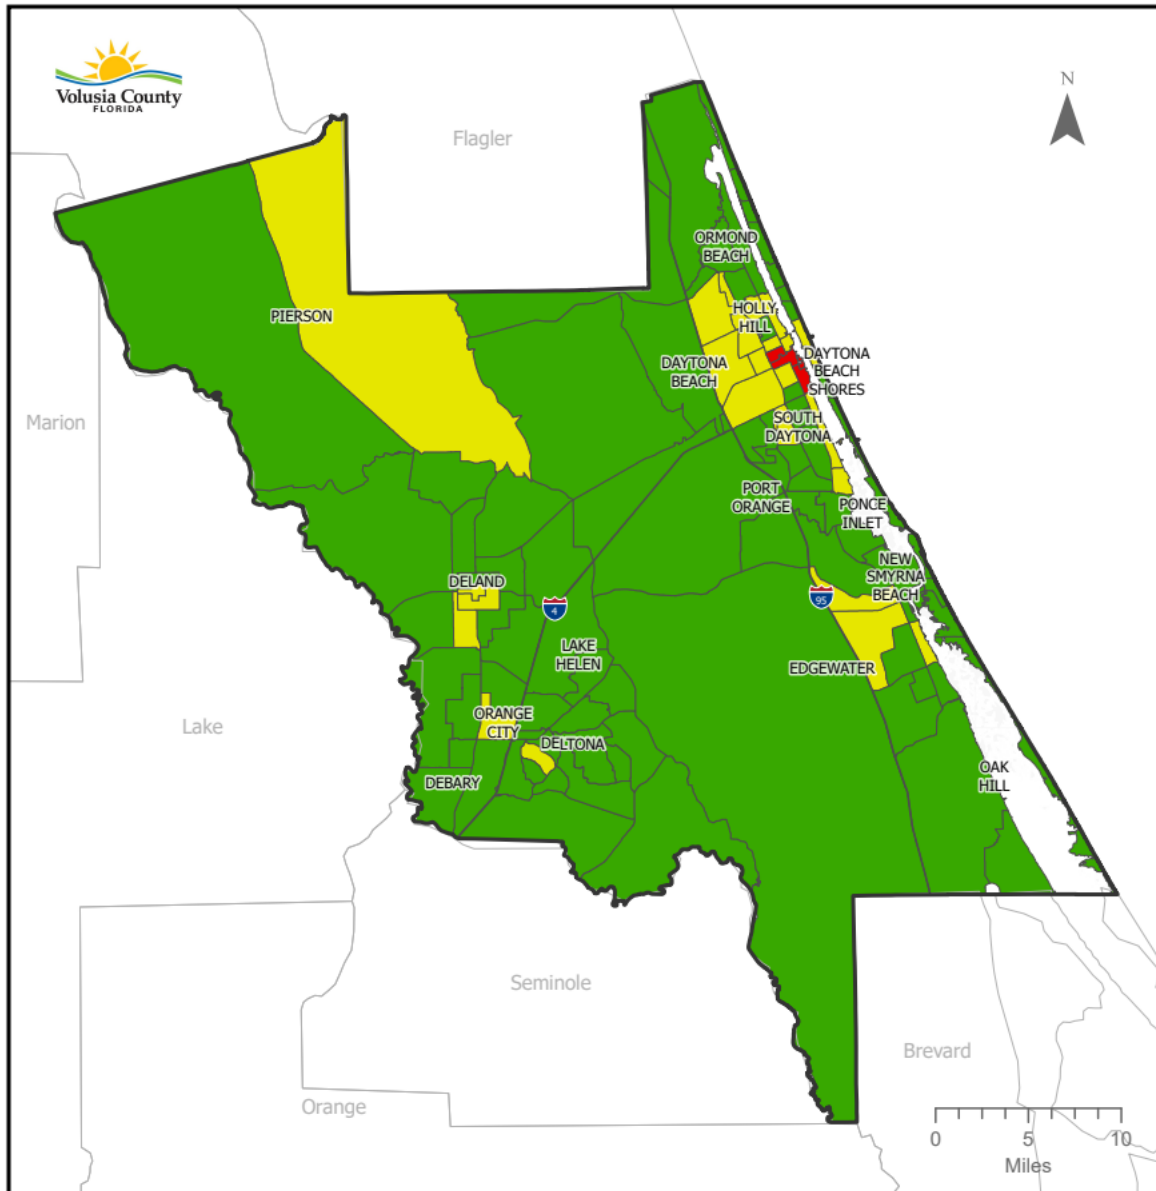 Volusia County
FLORIDA
N
Flagler
ORMOND
BEACH
HOLLY
HILL
PIERSON
DAYTONA
BEACH
DAYTONA
BEACH
SHORES
Marion
SOUTH
DAYTONA
PORT
ORANGE
PONCE
INLET
NEW
SMYRNA
BEACH
DELAND
4
95
LAKE
HELEN
EDGEWATER
Lake
ORANGE
CITY
DELTONA
DEBARY
OAK
HILL
Seminole
Brevard
Orange
0 5 10
Miles